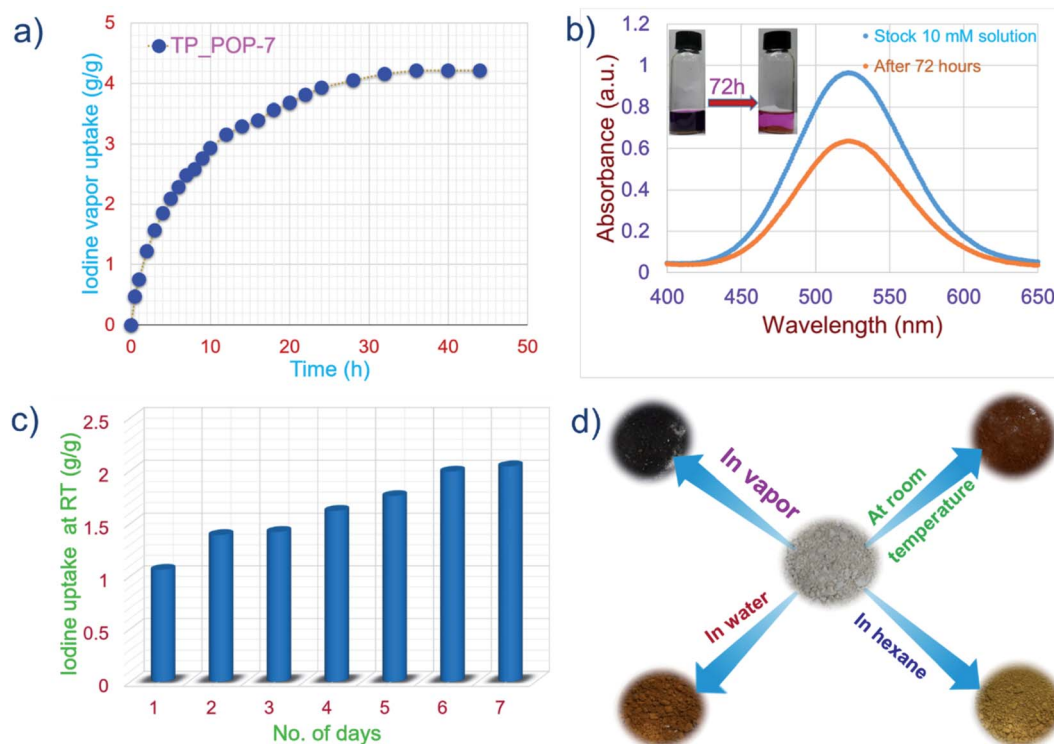 a)
Iodine vapor uptake (g/g)
5
4
3
2
1
0
TP_POP-7
0 10 20 30 40 50
Time (h)
b)
Absorbance (a.u.)
1.2
1
0.8
0.6
0.4
0.2
0
Stock 10 mM solution
After 72 hours
72h
400 450 500 550 600 650
Wavelength (nm)
c)
Iodine uptake at RT (g/g)
2.5
2
1.5
1
0.5
0
1 2 3 4 5 6 7
No. of days
d)
In vapor
At room
temperature
In water
In hexane